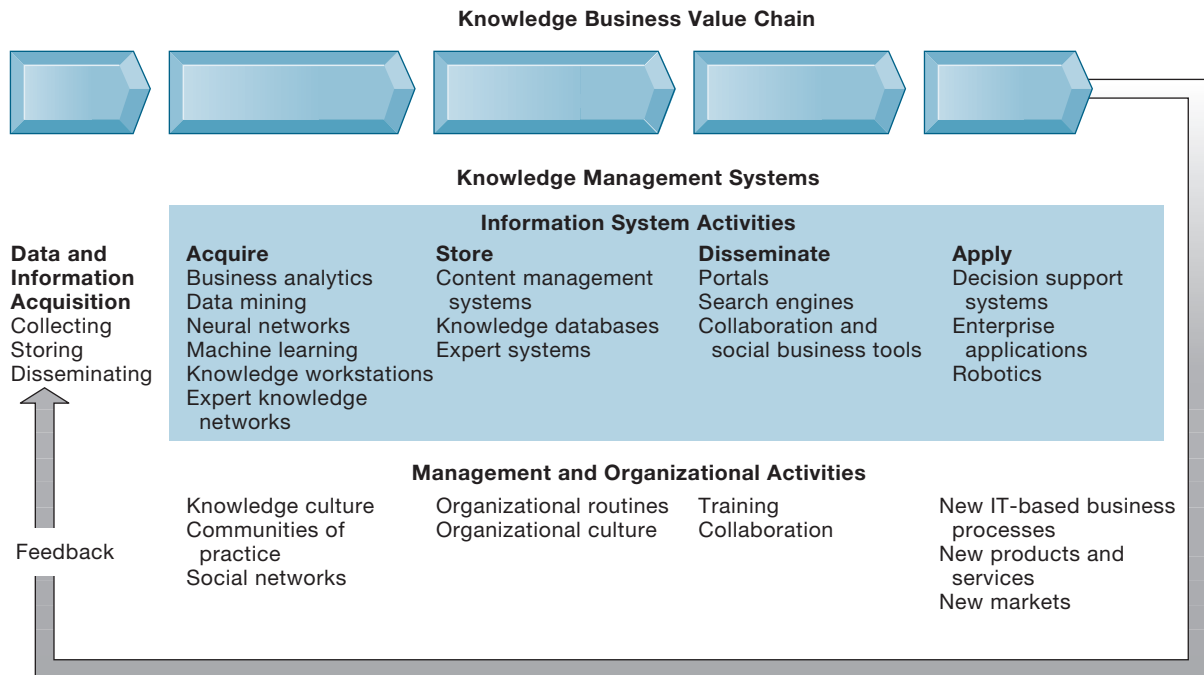 Knowledge Business Value Chain
Knowledge Management Systems
Information System Activities
Data and
Information
Acquisition
Collecting
Storing
Disseminating
Acquire
Business analytics
Data mining
Neural networks
Machine learning
Knowledge workstations
Expert knowledge
networks
Store
Content management
systems
Knowledge databases
Expert systems
Disseminate
Portals
Search engines
Collaboration and
social business tools
Apply
Decision support
systems
Enterprise
applications
Robotics
Management and Organizational Activities
Knowledge culture
Communities of
practice
Social networks
Organizational routines
Organizational culture
Training
Collaboration
New IT-based business
processes
New products and
services
New markets
Feedback